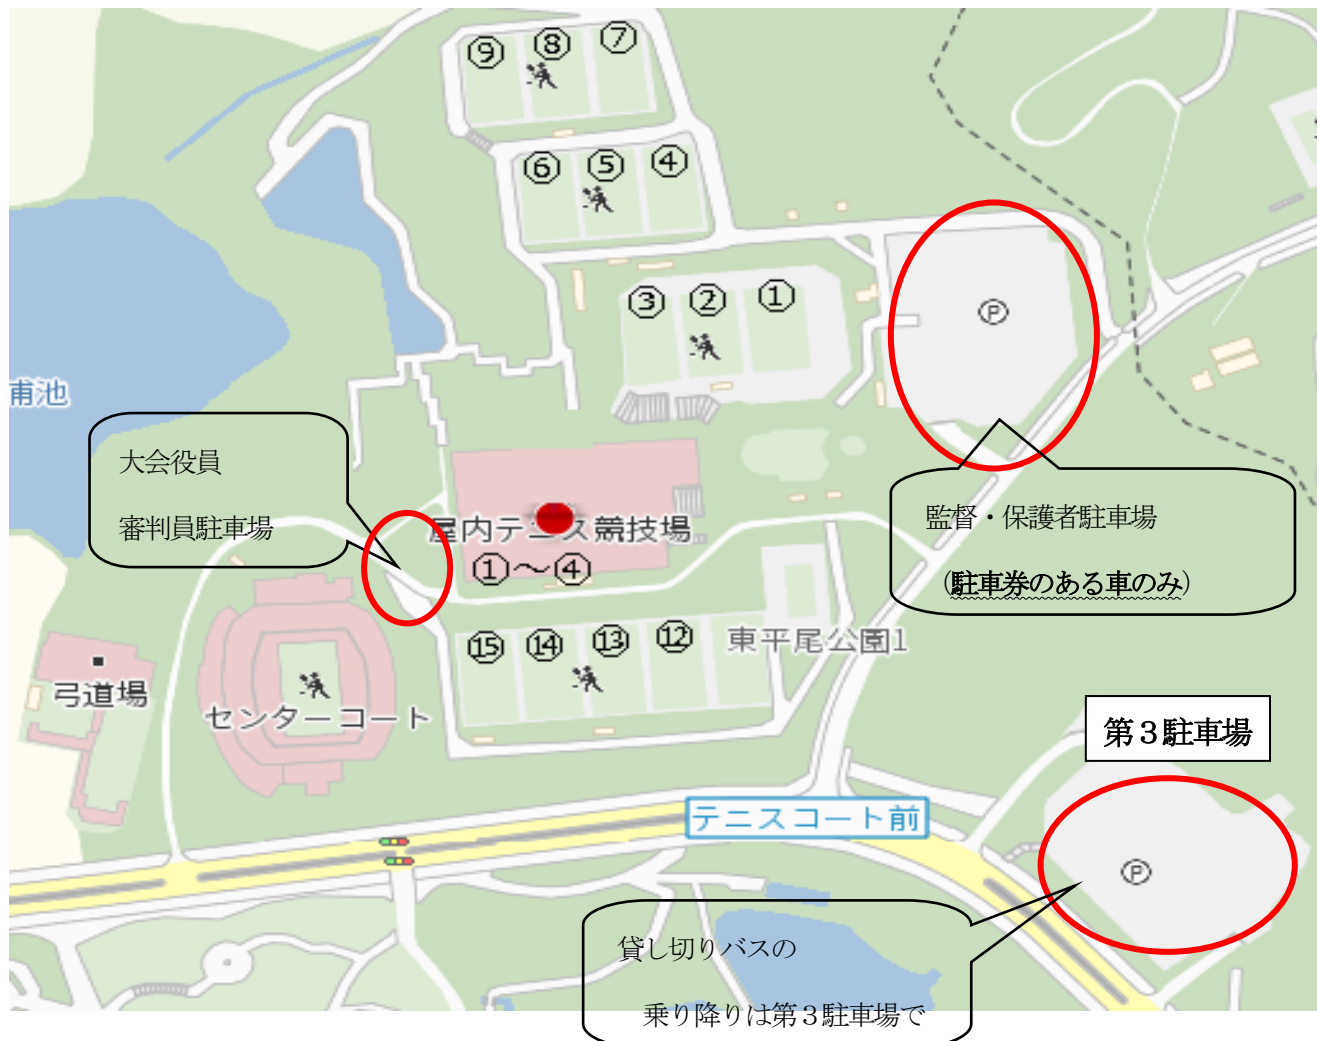 ⑨ ⑧ ⑦
⑥ ⑤ ④
③ ② ①
Ⓟ
甫池
大会役員
審判員駐車場
屋内テニス競技場
①～④
監督・保護者駐車場
(駐車券のある車のみ)
⑮ ⑭ ⑬ ⑫
東平尾公園1
弓道場
センターコート
第３駐車場
テニスコート前
Ⓟ
貸し切りバスの
乗り降りは第３駐車場で